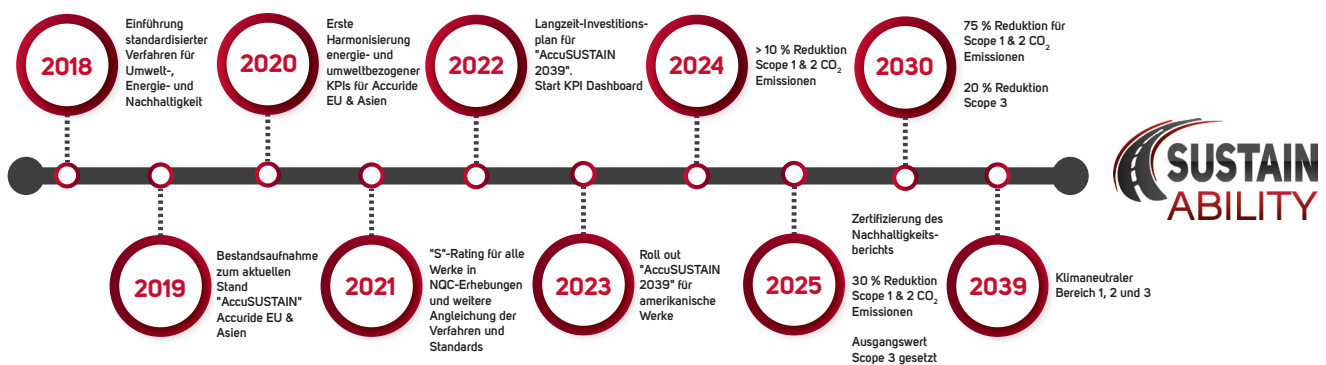 2018
Einführung
standardisierter
Verfahren für
Umwelt-,
Energie- und
Nachhaltigkeit
2020
Erste
Harmonisierung
energie- und
umweltbezogener
KPIs für Accuride
EU & Asien
2022
Langzeit-Investitions-
plan für
"AccuSUSTAIN
2039".
Start KPI Dashboard
2024
> 10 % Reduktion
Scope 1 & 2 CO₂
Emissionen
2030
75 % Reduktion für
Scope 1 & 2 CO₂
Emissionen
20 % Reduktion
Scope 3
SUSTAIN
ABILITY
2019
Bestandsaufnahme
zum aktuellen
Stand
"AccuSUSTAIN"
Accuride EU &
Asien
2021
"S"-Rating für alle
Werke in
NQC-Erhebungen
und weitere
Angleichung der
Verfahren und
Standards
2023
Roll out
"AccuSUSTAIN
2039" für
amerikanische
Werke
2025
Zertifizierung des
Nachhaltigkeits-
berichts
30 % Reduktion
Scope 1 & 2 CO₂
Emissionen
Ausgangswert
Scope 3 gesetzt
2039
Klimaneutraler
Bereich 1, 2 und 3